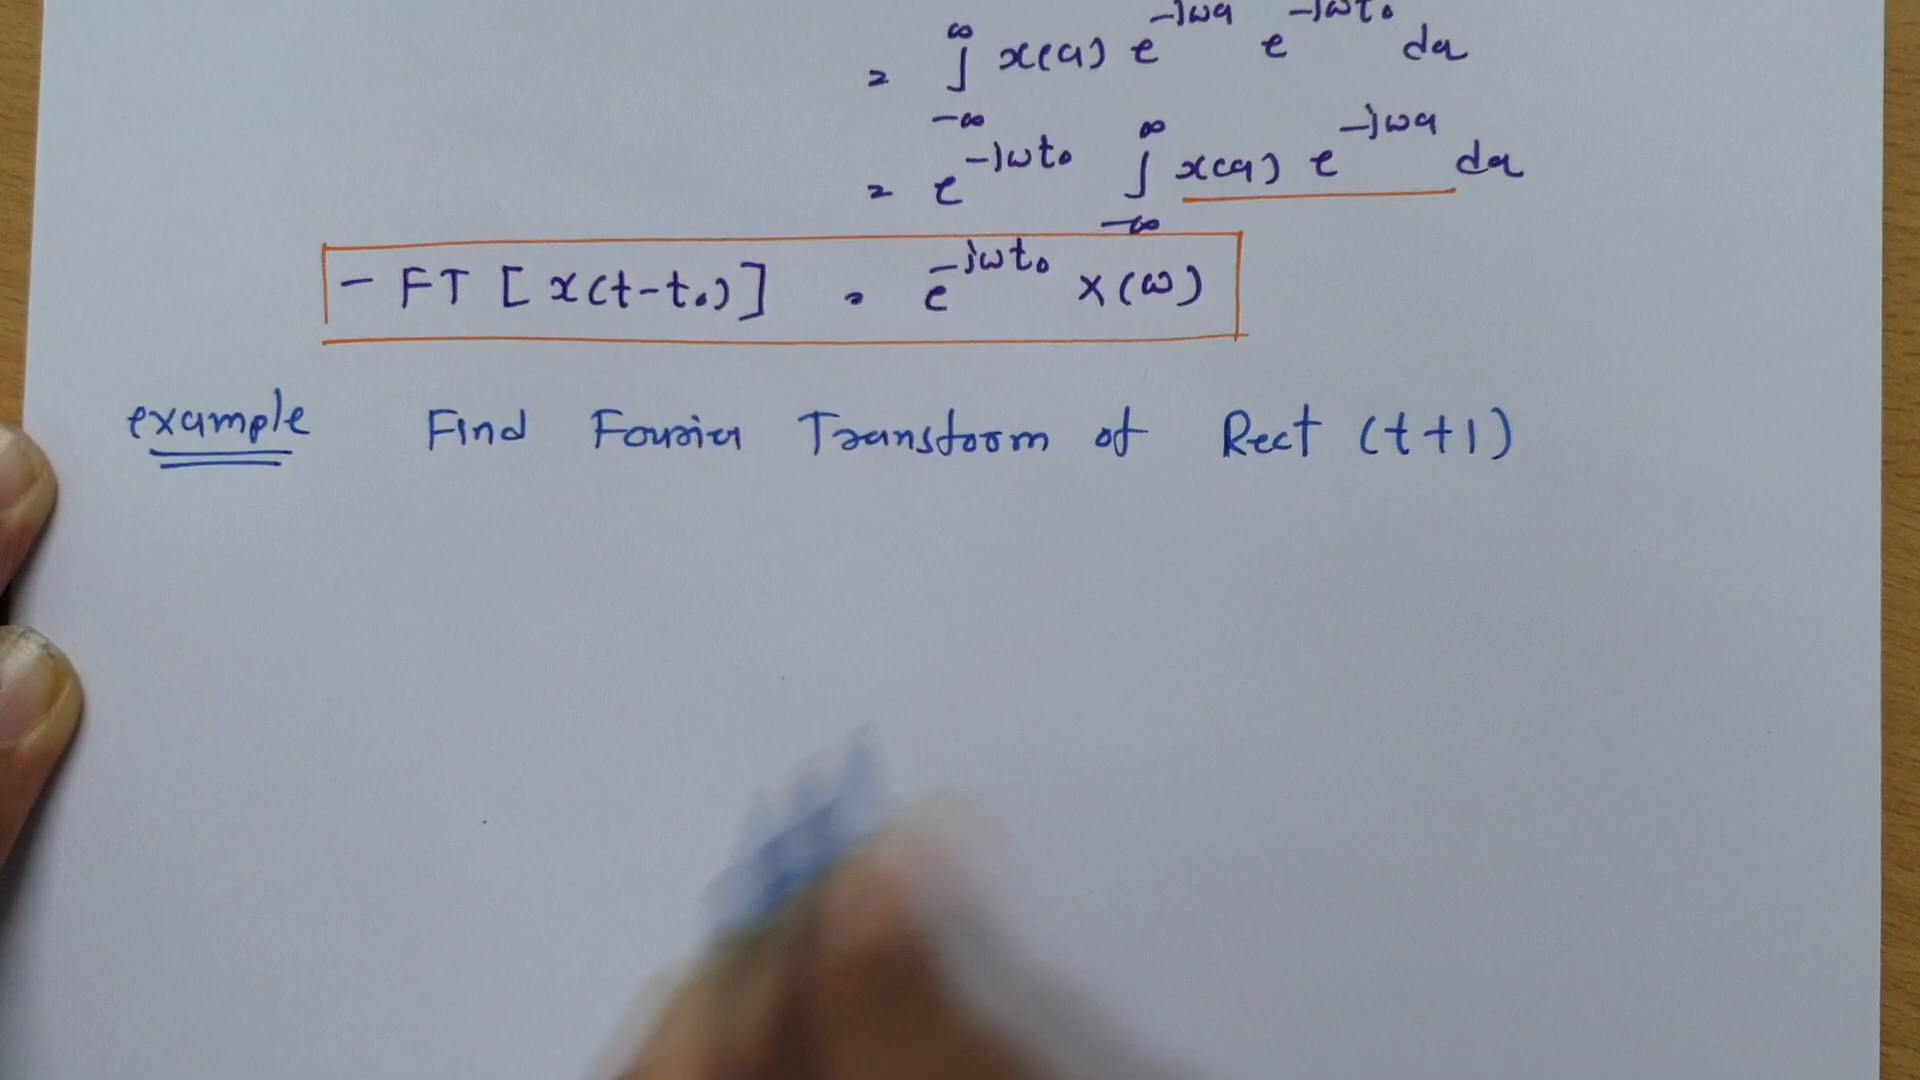 = ∫_{-∞}^{∞} x(a) e^{-jωa} e^{-jωt₀} da
= e^{-jωt₀} ∫_{-∞}^{∞} x(a) e^{-jωa} da
- FT [x(t-t₀)] = e^{-jωt₀} X(ω)
example Find Fourier Transform of Rect (t+1)